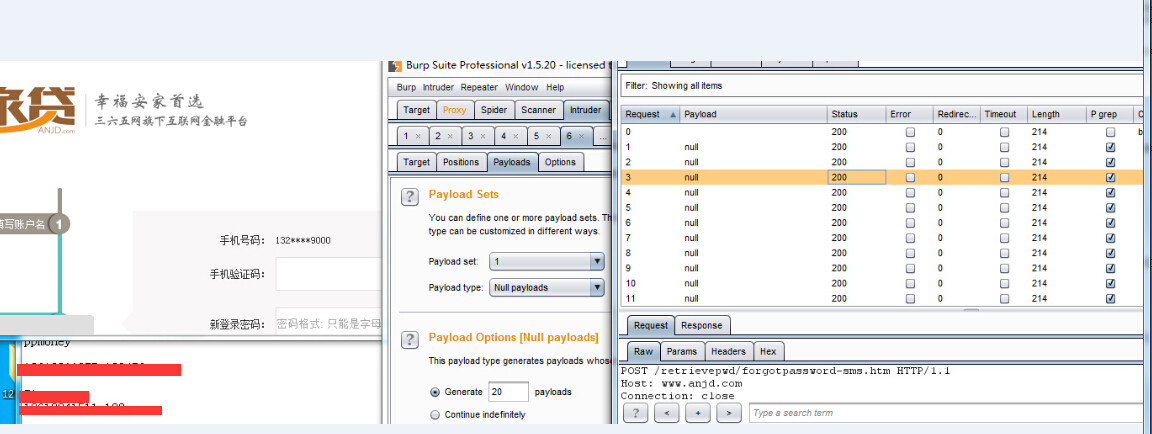 家贷
ANJD.com
幸福安家首选
三六五网旗下互联网金融平台
填写账户名 1
手机号码： 132****9000
手机验证码：
新登录密码： 密码格式: 只能是字母
ppmoney
12
Burp Suite Professional v1.5.20 - licensed t
Burp Intruder Repeater Window Help
Target Proxy Spider Scanner Intruder
1 × 2 × 3 × 4 × 5 × 6 × ...
Target Positions Payloads Options
? Payload Sets
You can define one or more payload sets. Th
type can be customized in different ways.
Payload set: 1
Payload type: Null payloads
? Payload Options [Null payloads]
This payload type generates payloads whose
Generate 20 payloads
Continue indefinitely
Filter: Showing all items
Request Payload Status Error Redirec... Timeout Length P grep C
0 200 0 214 b
1 null 200 0 214
2 null 200 0 214
3 null 200 0 214
4 null 200 0 214
5 null 200 0 214
6 null 200 0 214
7 null 200 0 214
8 null 200 0 214
9 null 200 0 214
10 null 200 0 214
11 null 200 0 214
Request Response
Raw Params Headers Hex
POST /retrievepwd/forgotpassword-sms.htm HTTP/1.1
Host: www.anjd.com
Connection: close
? < + > Type a search term